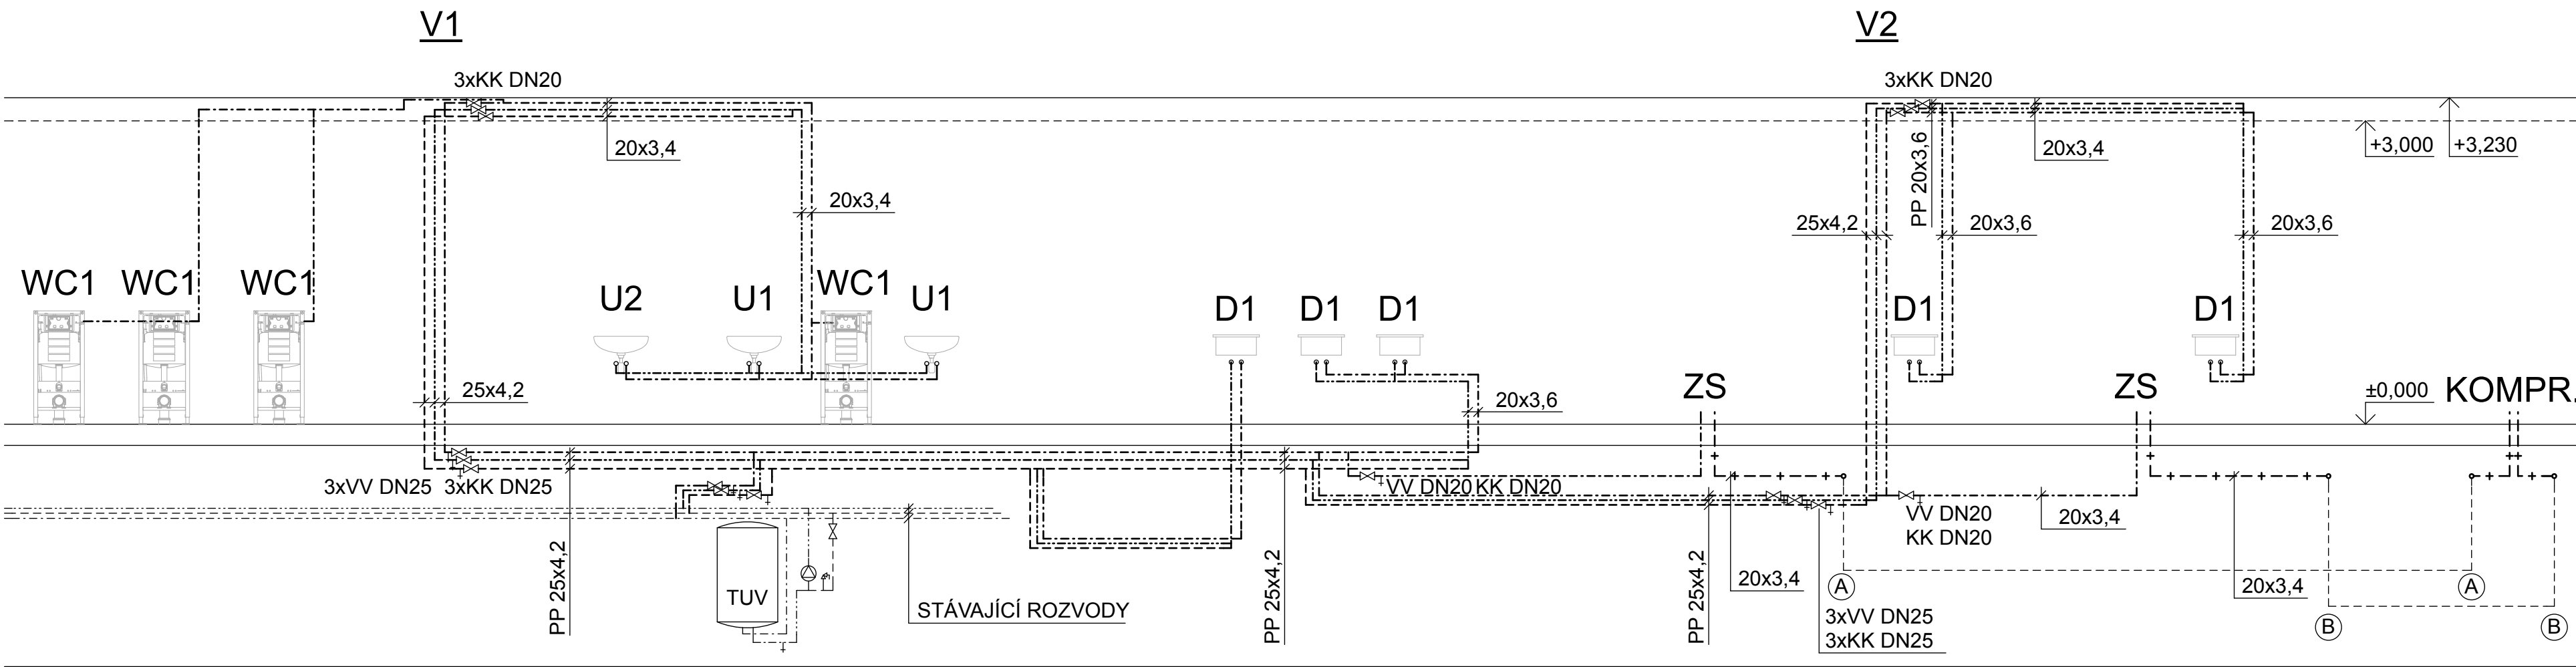 V1
V2
3xKK DN20
3xKK DN20
20x3,4
PP 20x3,6
20x3,4
+3,000
+3,230
20x3,4
25x4,2
20x3,6
20x3,6
WC1
WC1
WC1
U2
U1
WC1
U1
D1
D1
D1
D1
D1
25x4,2
20x3,6
ZS
ZS
±0,000
KOMPR.
3xVV DN25
3xKK DN25
VV DN20
KK DN20
VV DN20
KK DN20
20x3,4
PP 25x4,2
TUV
STÁVAJÍCÍ ROZVODY
PP 25x4,2
PP 25x4,2
20x3,4
A
20x3,4
A
3xVV DN25
3xKK DN25
B
B